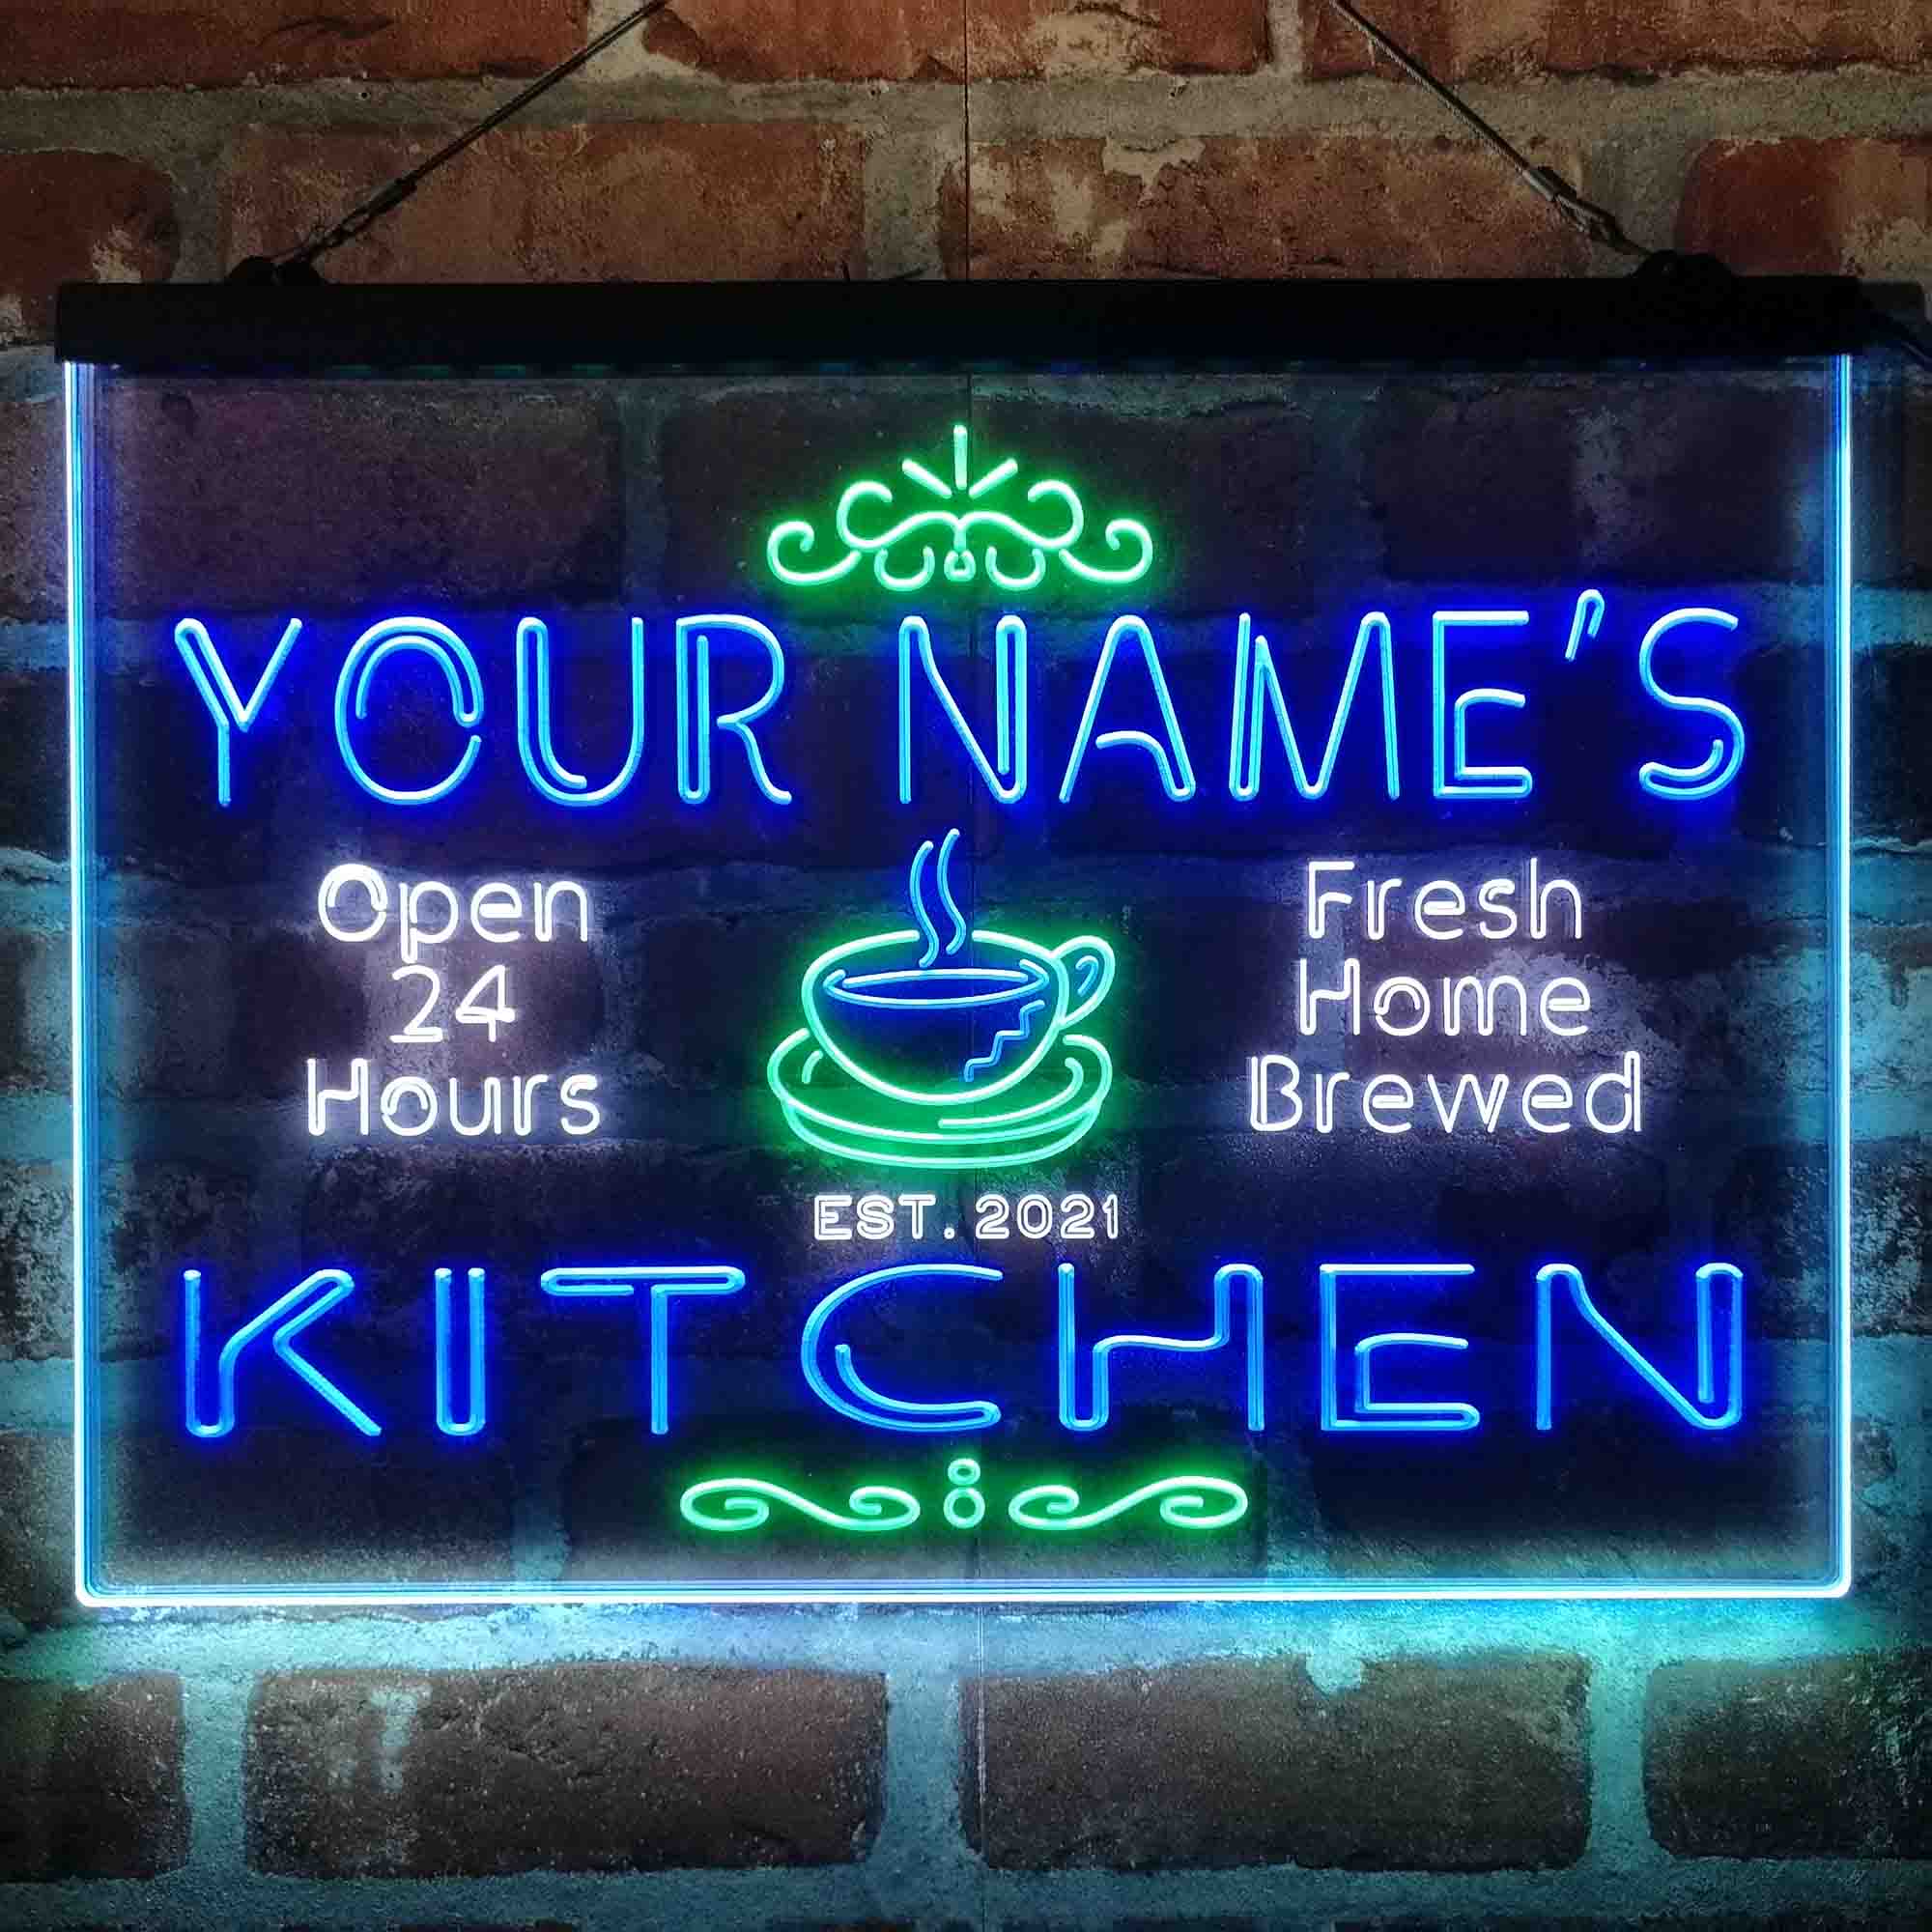 YOUR NAME'S
Open
24
Hours
Fresh
Home
Brewed
EST. 2021
KITCHEN